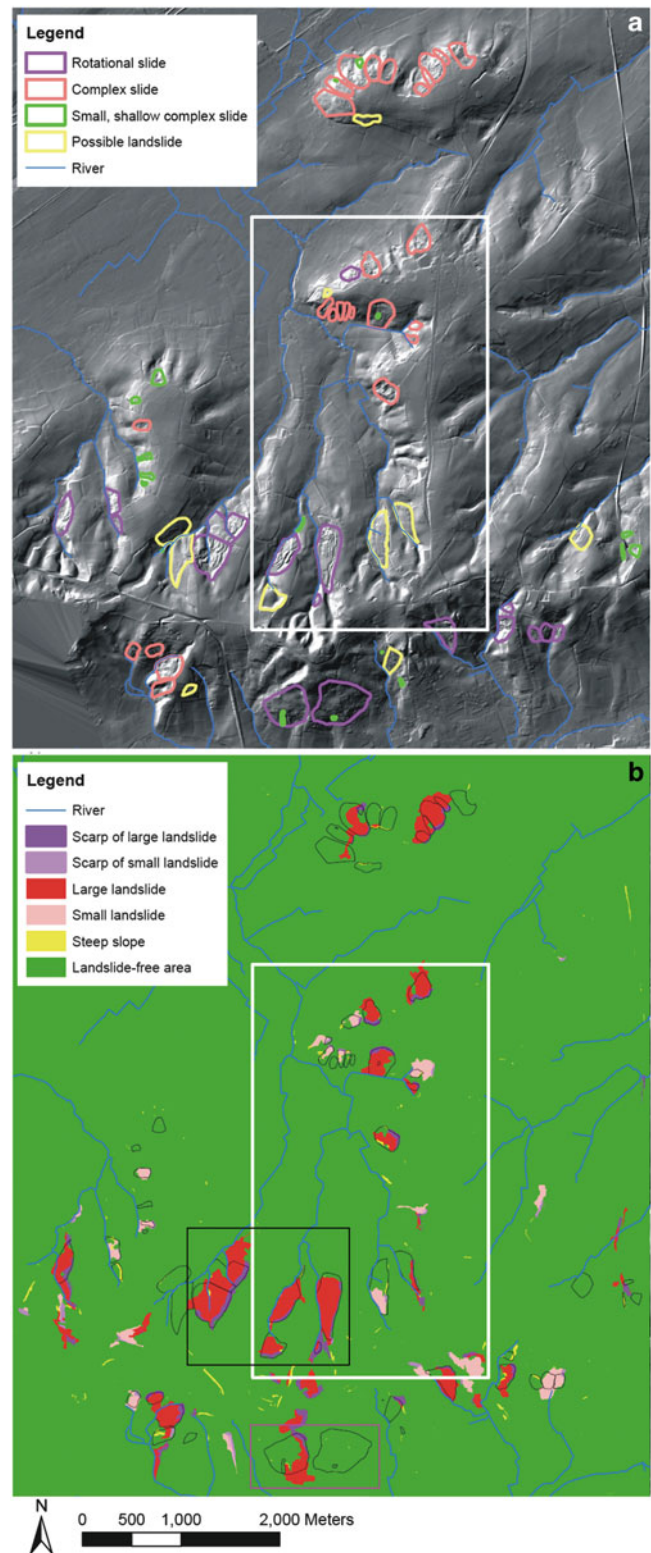 a
Legend
Rotational slide
Complex slide
Small, shallow complex slide
Possible landslide
River
b
Legend
River
Scarp of large landslide
Scarp of small landslide
Large landslide
Small landslide
Steep slope
Landslide-free area
N
0 500 1,000 2,000 Meters